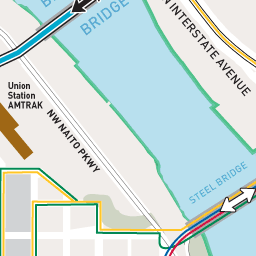 BRIDGE
N INTERSTATE AVENUE
Union
Station
AMTRAK
NW NAITO PKWY
STEEL BRIDGE